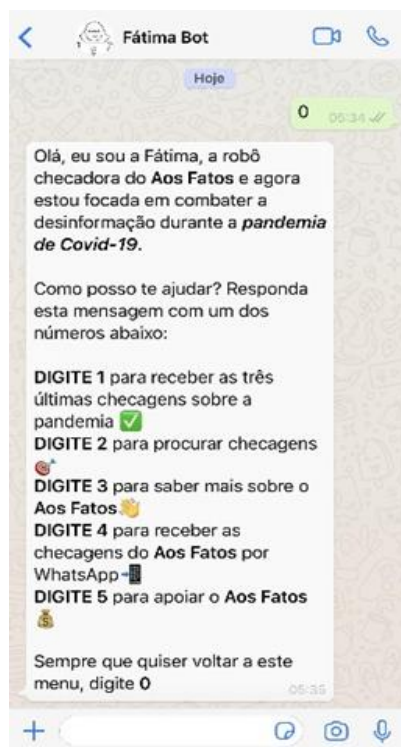 Fátima Bot
Hoje
0 05:34
Olá, eu sou a Fátima, a robô
checadora do Aos Fatos e agora
estou focada em combater a
desinformação durante a pandemia
de Covid-19.
Como posso te ajudar? Responda
esta mensagem com um dos
números abaixo:
DIGITE 1 para receber as três
últimas checagens sobre a
pandemia ✅
DIGITE 2 para procurar checagens
🎯
DIGITE 3 para saber mais sobre o
Aos Fatos👏
DIGITE 4 para receber as
checagens do Aos Fatos por
WhatsApp📲
DIGITE 5 para apoiar o Aos Fatos
💰
Sempre que quiser voltar a este
menu, digite 0
05:35